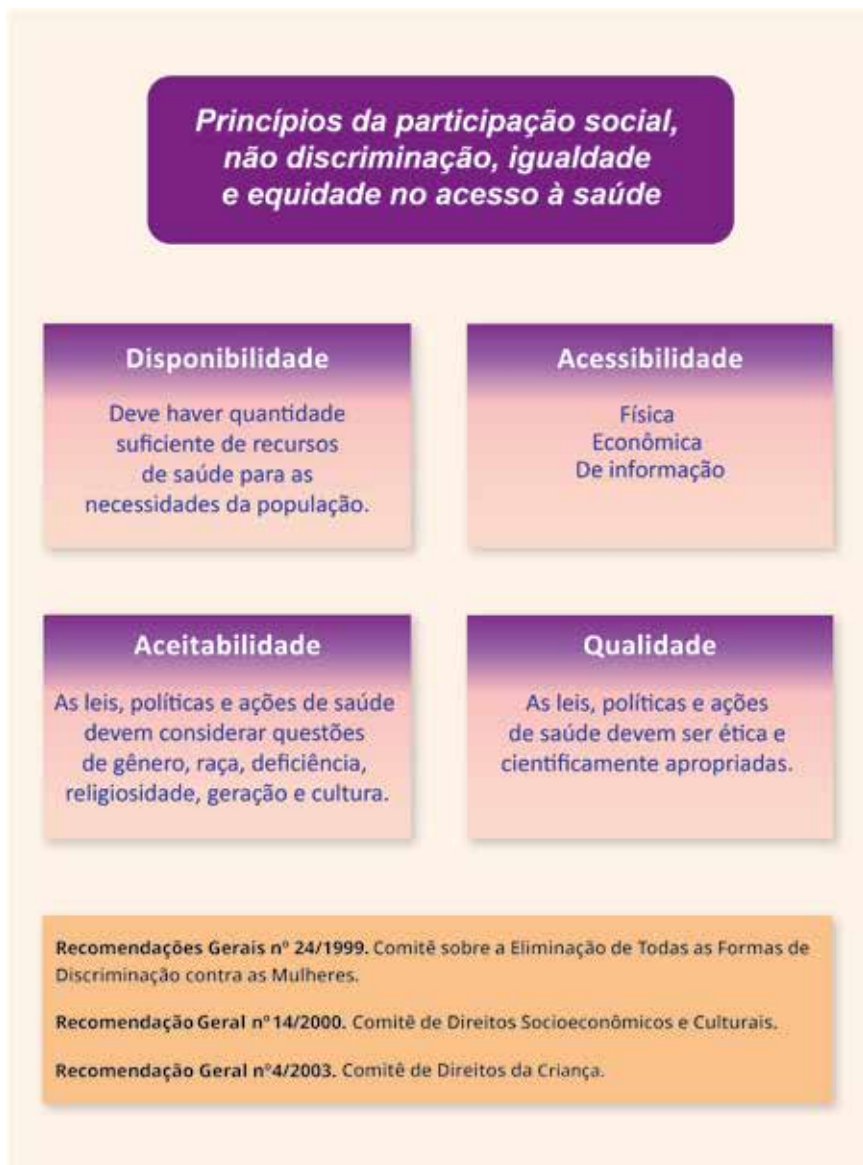 Princípios da participação social,
não discriminação, igualdade
e equidade no acesso à saúde
Disponibilidade
Deve haver quantidade
suficiente de recursos
de saúde para as
necessidades da população.
Acessibilidade
Física
Econômica
De informação
Aceitabilidade
As leis, políticas e ações de saúde
devem considerar questões
de gênero, raça, deficiência,
religiosidade, geração e cultura.
Qualidade
As leis, políticas e ações
de saúde devem ser ética e
cientificamente apropriadas.
Recomendações Gerais nº 24/1999. Comitê sobre a Eliminação de Todas as Formas de
Discriminação contra as Mulheres.
Recomendação Geral nº 14/2000. Comitê de Direitos Socioeconômicos e Culturais.
Recomendação Geral nº4/2003. Comitê de Direitos da Criança.